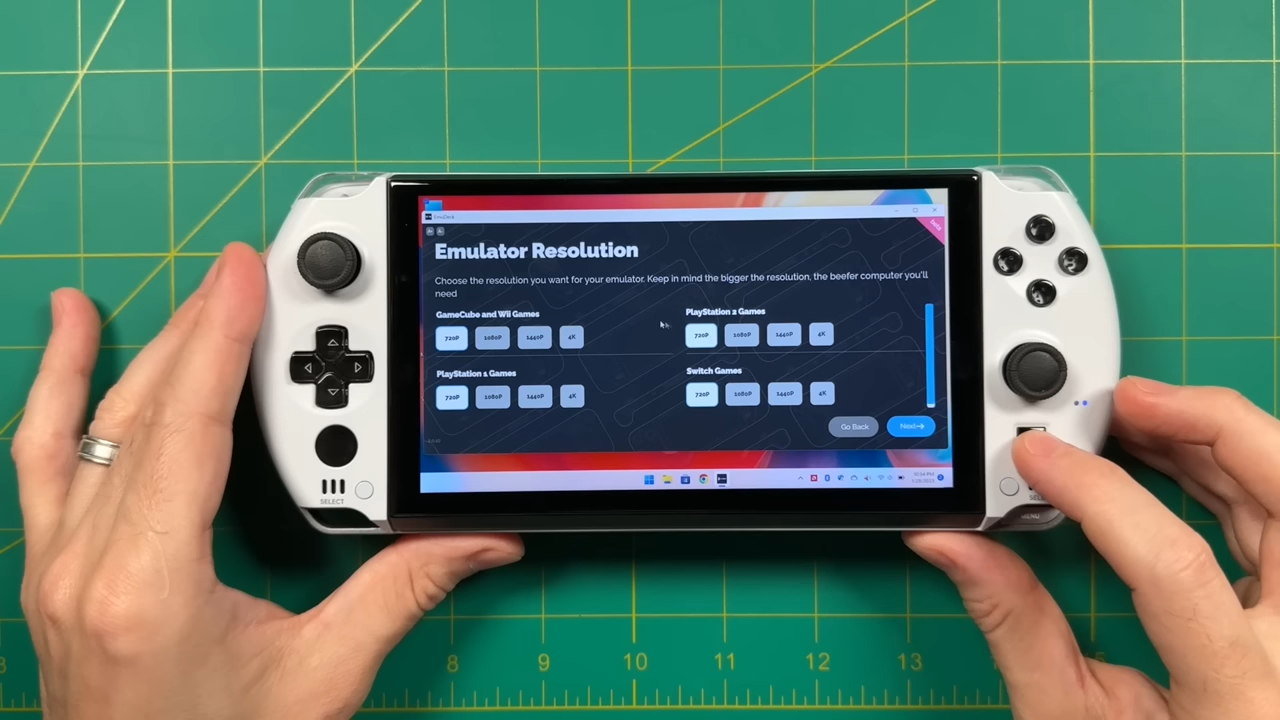 EmuDeck
beta
Emulator Resolution
Choose the resolution you want for your emulator. Keep in mind the bigger the resolution, the beefer computer you'll
need
GameCube and Wii Games
720P 1080P 1440P 4K
PlayStation 2 Games
720P 1080P 1440P 4K
PlayStation 1 Games
720P 1080P 1440P 4K
Switch Games
720P 1080P 1440P 4K
Go Back
Next
SELECT
MENU
8 9 10 11 12 13